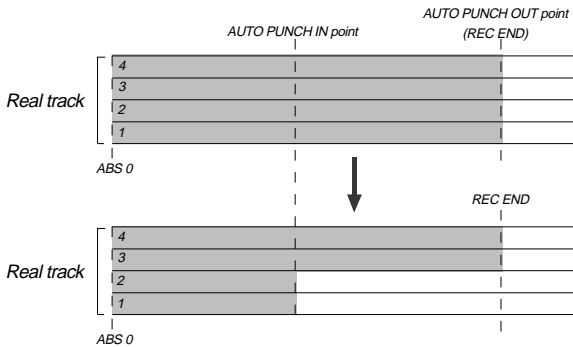 AUTO PUNCH OUT point
AUTO PUNCH IN point
(REC END)
4
3
Real track
2
1
ABS 0
REC END
4
3
Real track
2
1
ABS 0